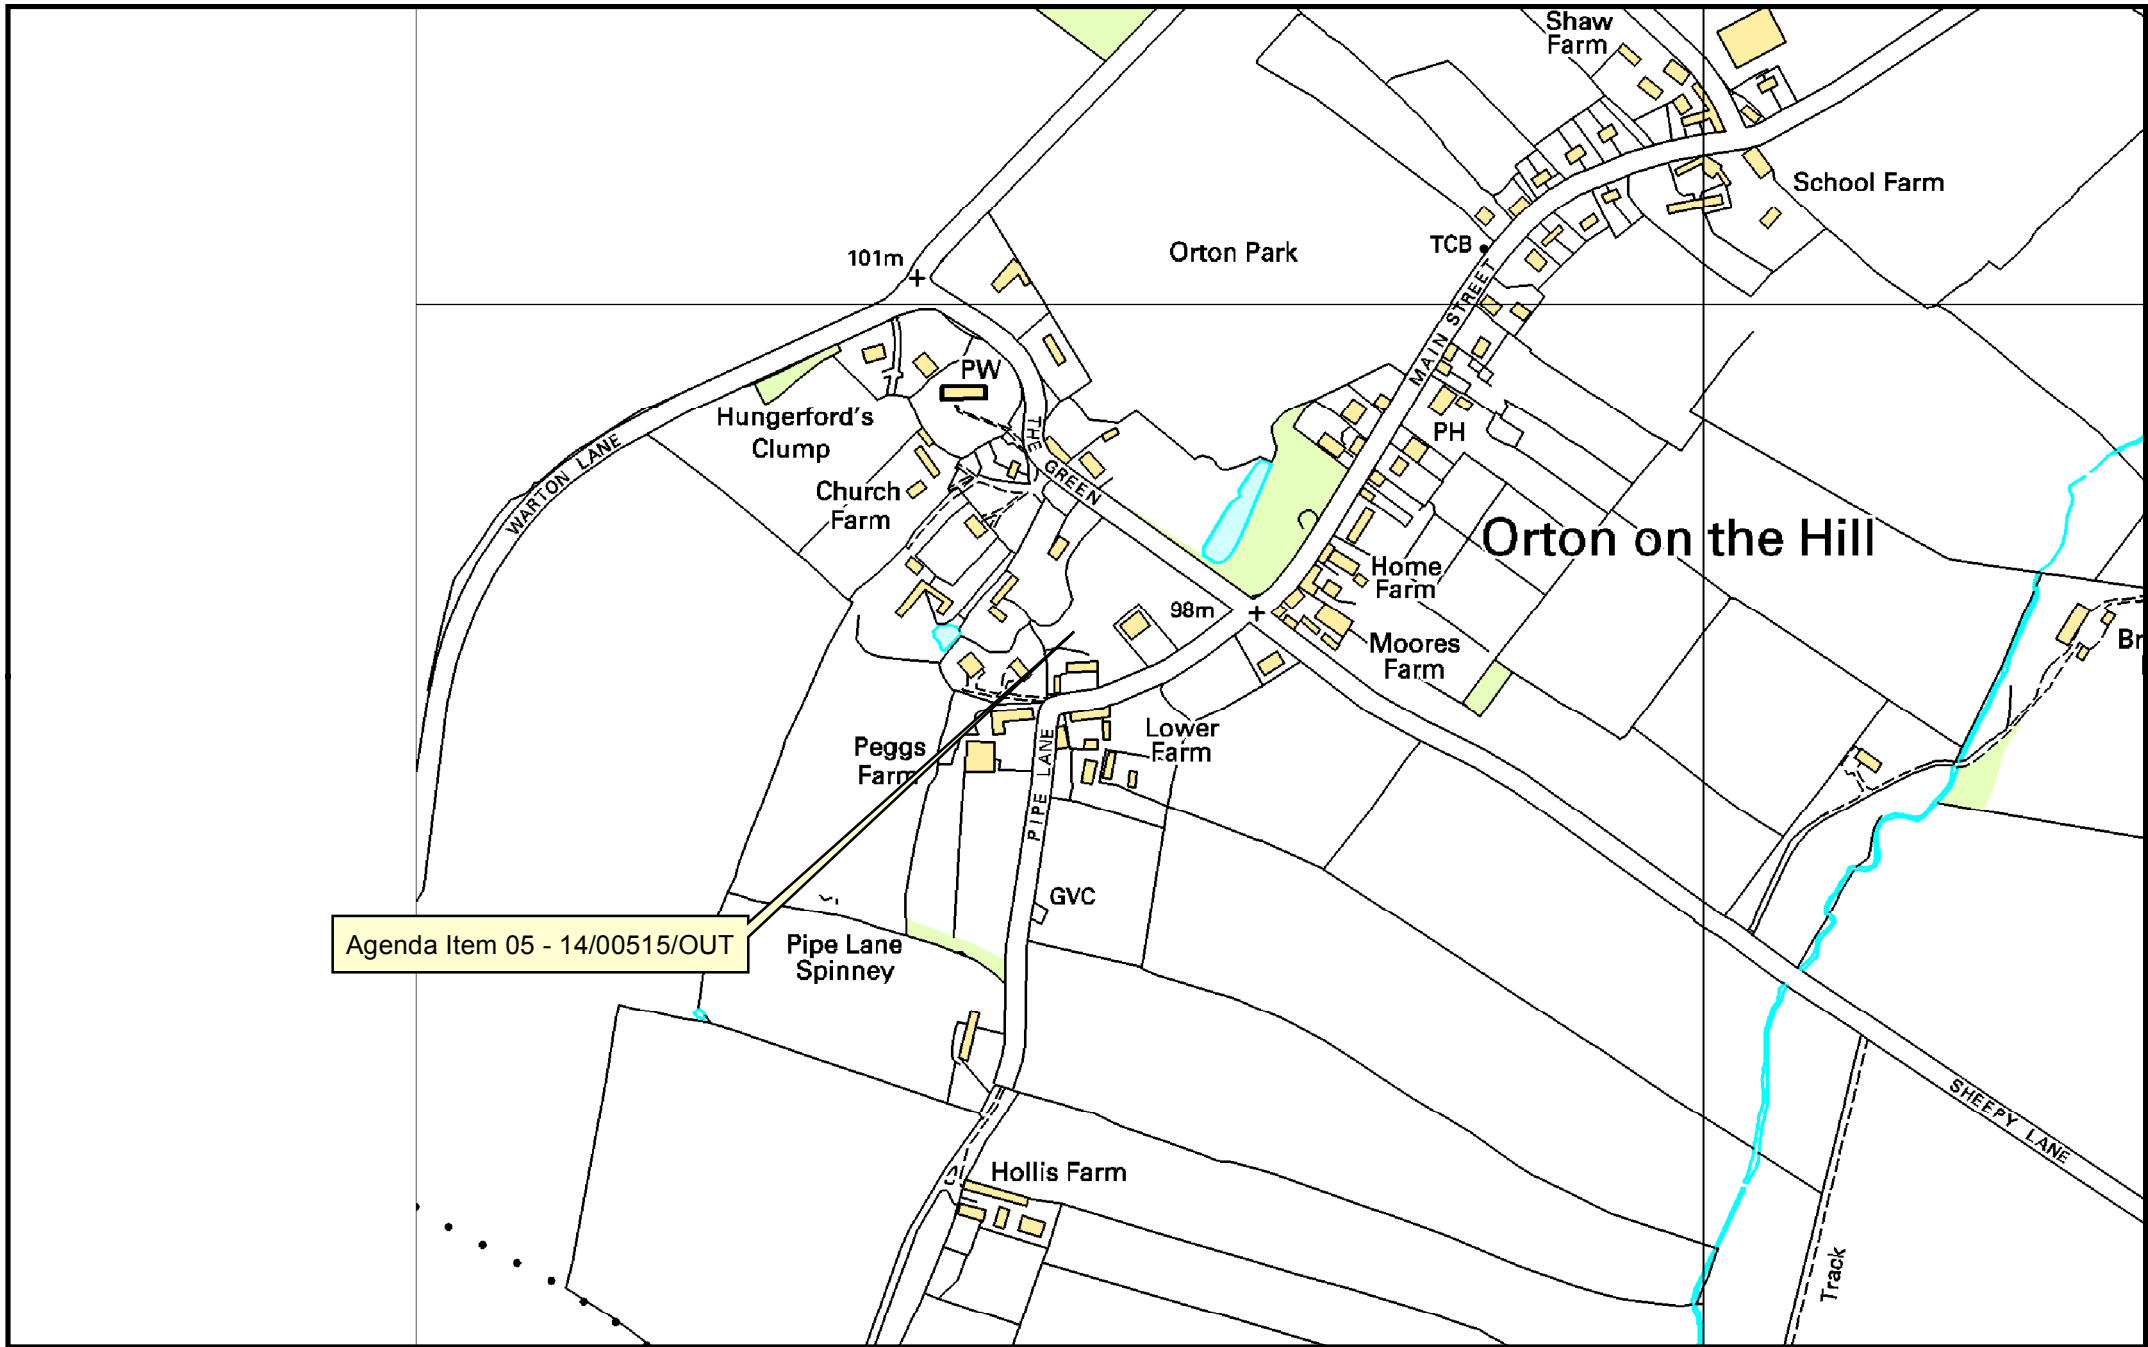 Shaw
Farm
School Farm
TCB
Orton Park
101m
MAIN STREET
PW
THE GREEN
Hungerford's
Clump
PH
WARTON LANE
Church
Farm
Orton on the Hill
Home
Farm
98m
Moores
Farm
Br
Lower
Farm
Peggs
Farm
PIPE LANE
GVC
Agenda Item 05 - 14/00515/OUT
Pipe Lane
Spinney
SHEEPY LANE
Hollis Farm
Track